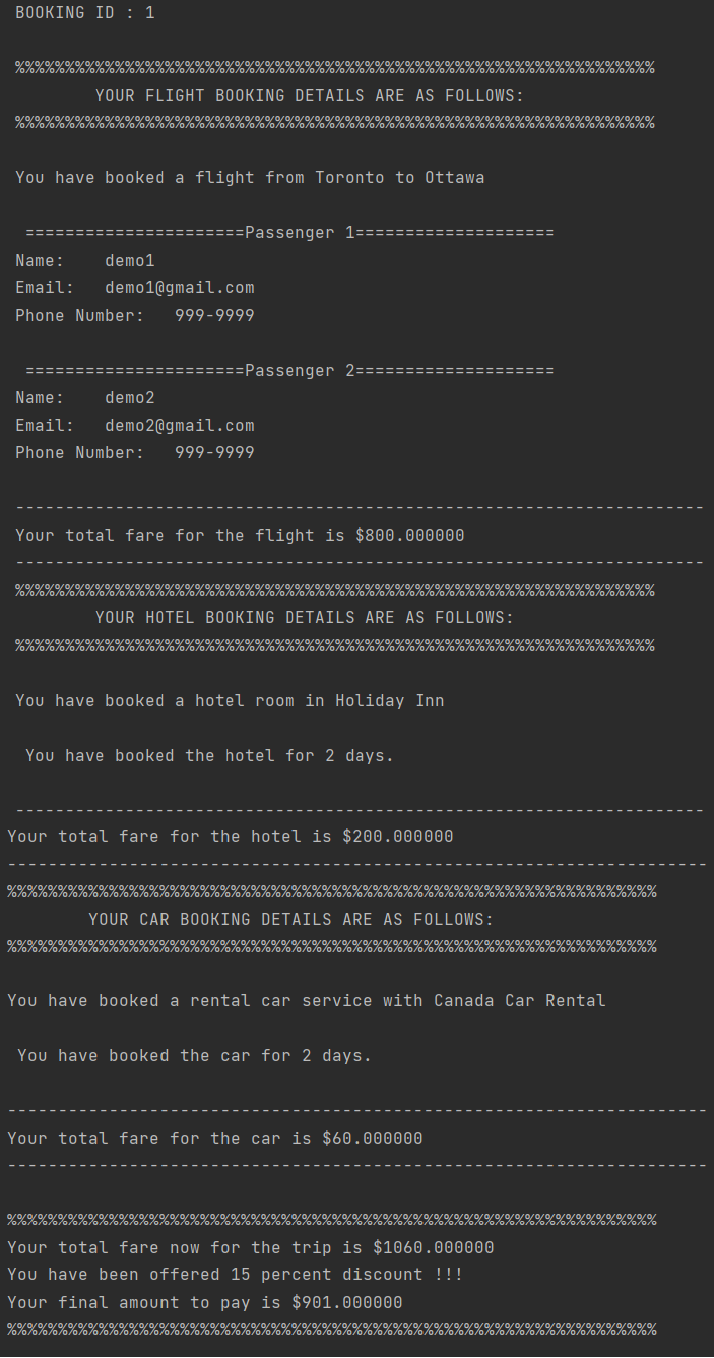 BOOKING ID : 1
%%%%%%%%%%%%%%%%%%%%%%%%%%%%%%%%%%%%%%%%%%%%%%%%%%%%%%%%%%%%%%%%
YOUR FLIGHT BOOKING DETAILS ARE AS FOLLOWS:
%%%%%%%%%%%%%%%%%%%%%%%%%%%%%%%%%%%%%%%%%%%%%%%%%%%%%%%%%%%%%%%%
You have booked a flight from Toronto to Ottawa
======================Passenger 1====================
Name:    demo1
Email:   demo1@gmail.com
Phone Number:   999-9999
======================Passenger 2====================
Name:    demo2
Email:   demo2@gmail.com
Phone Number:   999-9999
---------------------------------------------------------------------
Your total fare for the flight is $800.000000
---------------------------------------------------------------------
%%%%%%%%%%%%%%%%%%%%%%%%%%%%%%%%%%%%%%%%%%%%%%%%%%%%%%%%%%%%%%%%
YOUR HOTEL BOOKING DETAILS ARE AS FOLLOWS:
%%%%%%%%%%%%%%%%%%%%%%%%%%%%%%%%%%%%%%%%%%%%%%%%%%%%%%%%%%%%%%%%
You have booked a hotel room in Holiday Inn
You have booked the hotel for 2 days.
---------------------------------------------------------------------
Your total fare for the hotel is $200.000000
---------------------------------------------------------------------
%%%%%%%%%%%%%%%%%%%%%%%%%%%%%%%%%%%%%%%%%%%%%%%%%%%%%%%%%%%%%%%%
YOUR CAR BOOKING DETAILS ARE AS FOLLOWS:
%%%%%%%%%%%%%%%%%%%%%%%%%%%%%%%%%%%%%%%%%%%%%%%%%%%%%%%%%%%%%%%%
You have booked a rental car service with Canada Car Rental
You have booked the car for 2 days.
---------------------------------------------------------------------
Your total fare for the car is $60.000000
---------------------------------------------------------------------
%%%%%%%%%%%%%%%%%%%%%%%%%%%%%%%%%%%%%%%%%%%%%%%%%%%%%%%%%%%%%%%%
Your total fare now for the trip is $1060.000000
You have been offered 15 percent discount !!!
Your final amount to pay is $901.000000
%%%%%%%%%%%%%%%%%%%%%%%%%%%%%%%%%%%%%%%%%%%%%%%%%%%%%%%%%%%%%%%%